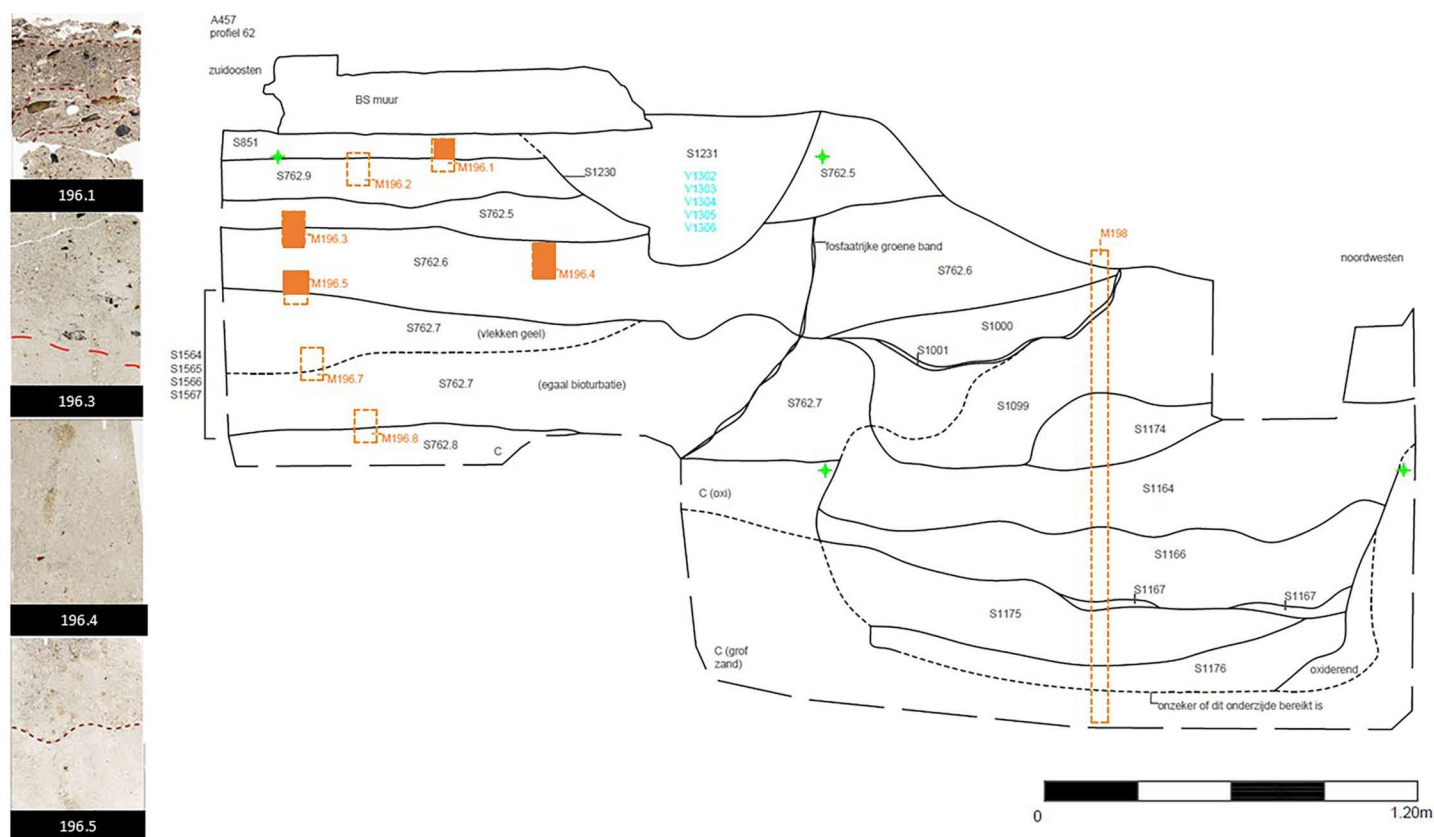 A457
profiel 62
zuidoosten
BS muur
S851
S762.9
M196.2
M196.1
S1230
S1231
V1302
V1303
V1304
V1305
V1306
S762.5
S762.5
M196.3
S762.6
M196.4
M196.5
fosfaatrijke groene band
S762.6
M198
noordwesten
S1000
S1001
S762.7
(vlekken geel)
S1564
S1565
S1566
S1567
M196.7
S762.7
(egaal bioturbatie)
S762.7
S1099
S1174
M196.8
S762.8
C
C (oxi)
S1164
S1166
S1167
S1167
S1175
C (grof
zand)
S1176
oxiderend
onzeker of dit onderzijde bereikt is
0
1.20m
196.1
196.3
196.4
196.5